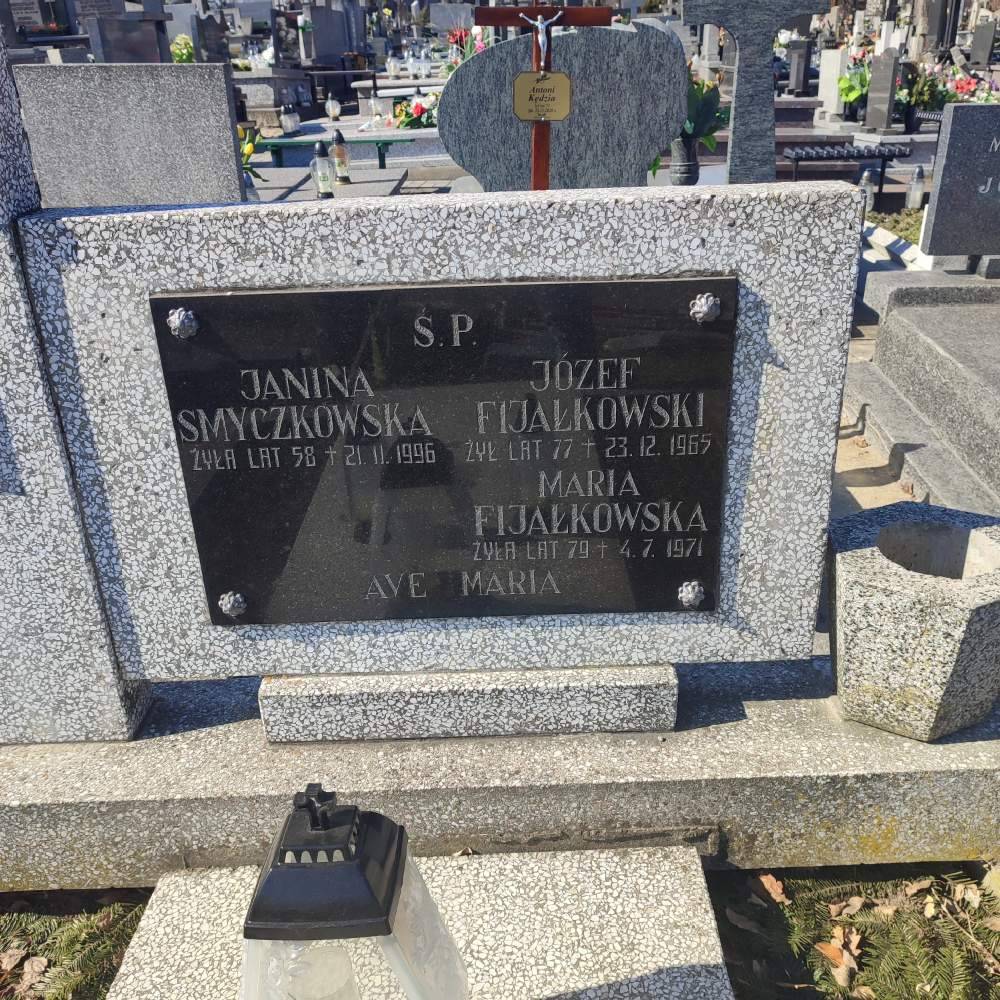 Antoni
Kędzia
Ś.P.
JANINA
SMYCZKOWSKA
ŻYŁA LAT 58 + 21.11.1996
JÓZEF
FIJAŁKOWSKI
ŻYŁ LAT 77 + 23.12.1965
MARIA
FIJAŁKOWSKA
ŻYŁA LAT 79 + 4.7.1971
AVE MARIA